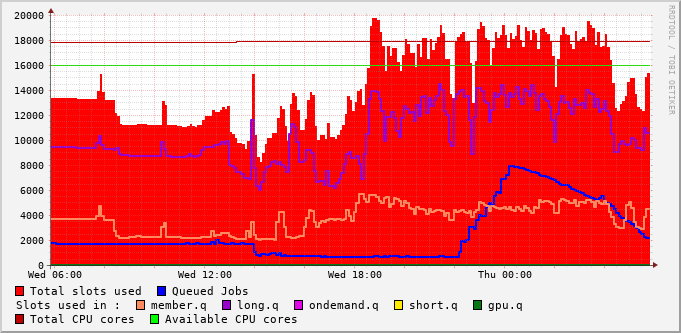 20000
18000
16000
14000
12000
10000
8000
6000
4000
2000
0
Wed 06:00 Wed 12:00 Wed 18:00 Thu 00:00
Total slots used Queued Jobs
Slots used in : member.q long.q ondemand.q short.q gpu.q
Total CPU cores Available CPU cores
RRDTOOL / TOBI OETIKER